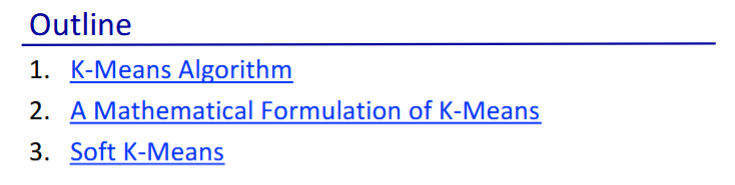 Outline
1. K-Means Algorithm
2. A Mathematical Formulation of K-Means
3. Soft K-Means